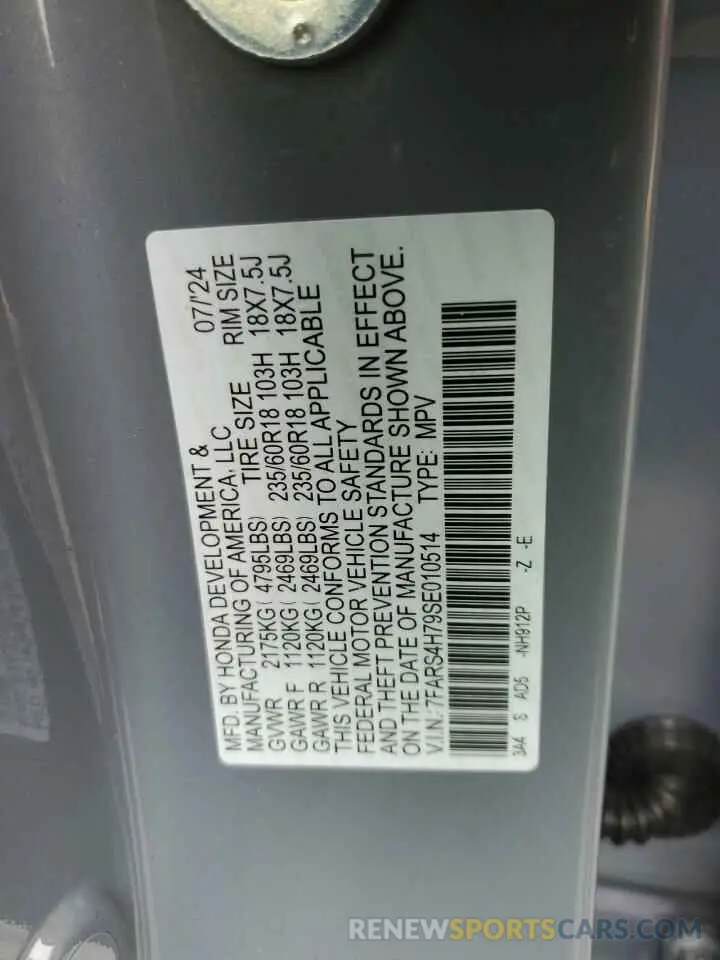 MFD. BY HONDA DEVELOPMENT &
MANUFACTURING OF AMERICA, LLC 07/'24
TIRE SIZE RIM SIZE
GVWR 2175KG( 4795LBS)
GAWR F 1120KG( 2469LBS) 235/60R18 103H 18X7.5J
GAWR R 1120KG( 2469LBS) 235/60R18 103H 18X7.5J
THIS VEHICLE CONFORMS TO ALL APPLICABLE
FEDERAL MOTOR VEHICLE SAFETY
AND THEFT PREVENTION STANDARDS IN EFFECT
ON THE DATE OF MANUFACTURE SHOWN ABOVE.
V.I.N.: 7FARS4H79SE010514 TYPE: MPV
3A4 8 AD5 -NH912P -Z -E
RENEWSPORTSCARS.COM